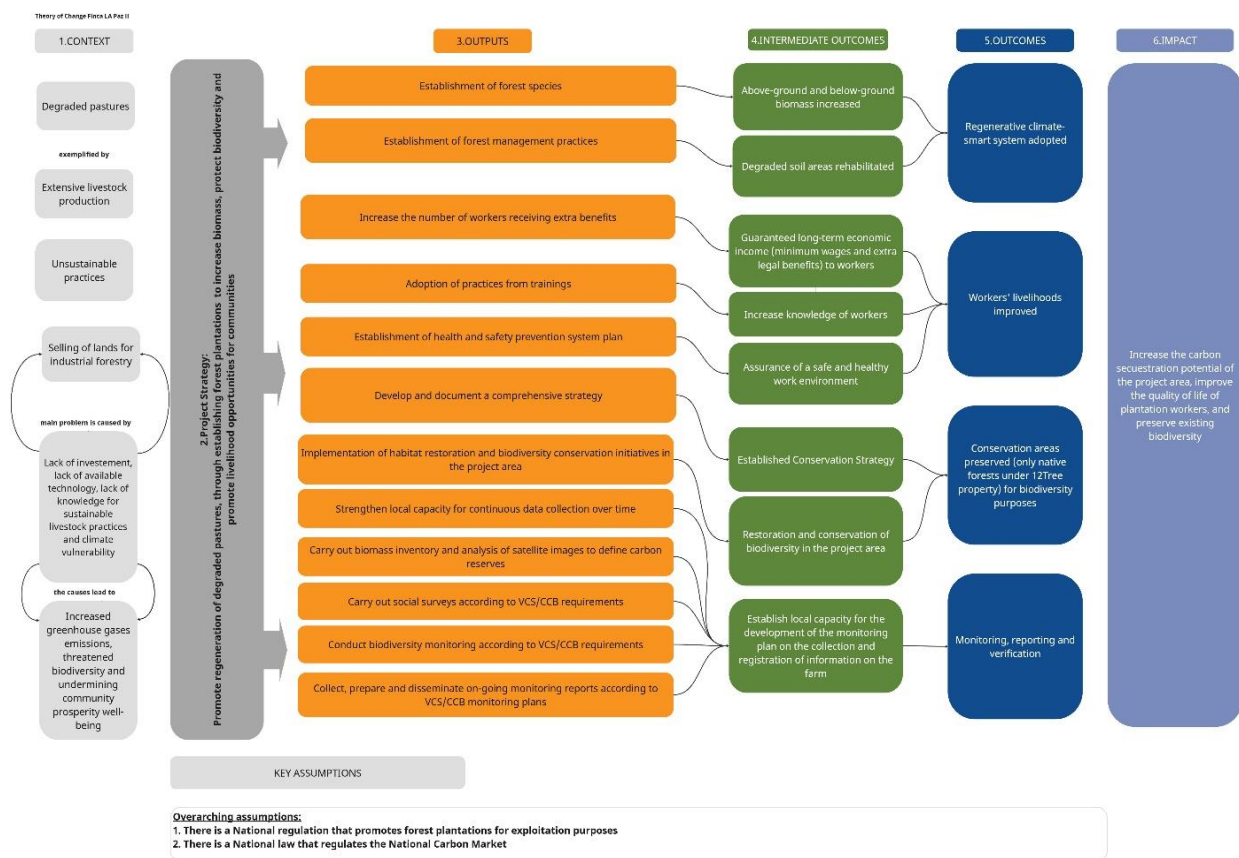 Theory of Change Finca LA Paz II
1.CONTEXT
Degraded pastures
exemplified by
Extensive livestock
production
Unsustainable
practices
Selling of lands for
industrial forestry
main problem is caused by
Lack of investement,
lack of available
technology, lack of
knowledge for
sustainable
livestock practices
and climate
vulnerability
the causes lead to
Increased
greenhouse gases
emissions,
threatened
biodiversity and
undermining
community
prosperity well-
being
2.Project Strategy:
Promote regeneration of degraded pastures, through establishing forest plantations to increase biomass, protect biodiversity and
promote livelihood opportunities for communities
3.OUTPUTS
Establishment of forest species
Establishment of forest management practices
Increase the number of workers receiving extra benefits
Adoption of practices from trainings
Establishment of health and safety prevention system plan
Develop and document a comprehensive strategy
Implementation of habitat restoration and biodiversity conservation initiatives in
the project area
Strengthen local capacity for continuous data collection over time
Carry out biomass inventory and analysis of satellite images to define carbon
reserves
Carry out social surveys according to VCS/CCB requirements
Conduct biodiversity monitoring according to VCS/CCB requirements
Collect, prepare and disseminate on-going monitoring reports according to
VCS/CCB monitoring plans
4.INTERMEDIATE OUTCOMES
Above-ground and below-ground
biomass increased
Degraded soil areas rehabilitated
Guaranteed long-term economic
income (minimum wages and extra
legal benefits) to workers
Increase knowledge of workers
Assurance of a safe and healthy
work environment
Established Conservation Strategy
Restoration and conservation of
biodiversity in the project area
Establish local capacity for the
development of the monitoring
plan on the collection and
registration of information on the
farm
5.OUTCOMES
Regenerative climate-
smart system adopted
Workers' livelihoods
improved
Conservation areas
preserved (only native
forests under 12Tree
property) for biodiversity
purposes
Monitoring, reporting and
verification
6.IMPACT
Increase the carbon
secuestration potential of
the project area, improve
the quality of life of
plantation workers, and
preserve existing
biodiversity
KEY ASSUMPTIONS
Overarching assumptions:
1. There is a National regulation that promotes forest plantations for exploitation purposes
2. There is a National law that regulates the National Carbon Market